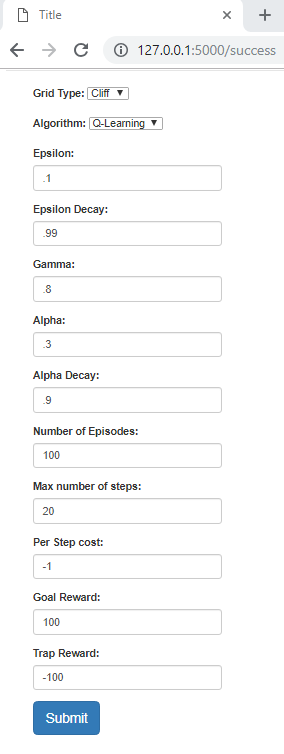 Title
127.0.0.1:5000/success
Grid Type: Cliff
Algorithm: Q-Learning
Epsilon:
.1
Epsilon Decay:
.99
Gamma:
.8
Alpha:
.3
Alpha Decay:
.9
Number of Episodes:
100
Max number of steps:
20
Per Step cost:
-1
Goal Reward:
100
Trap Reward:
-100
Submit